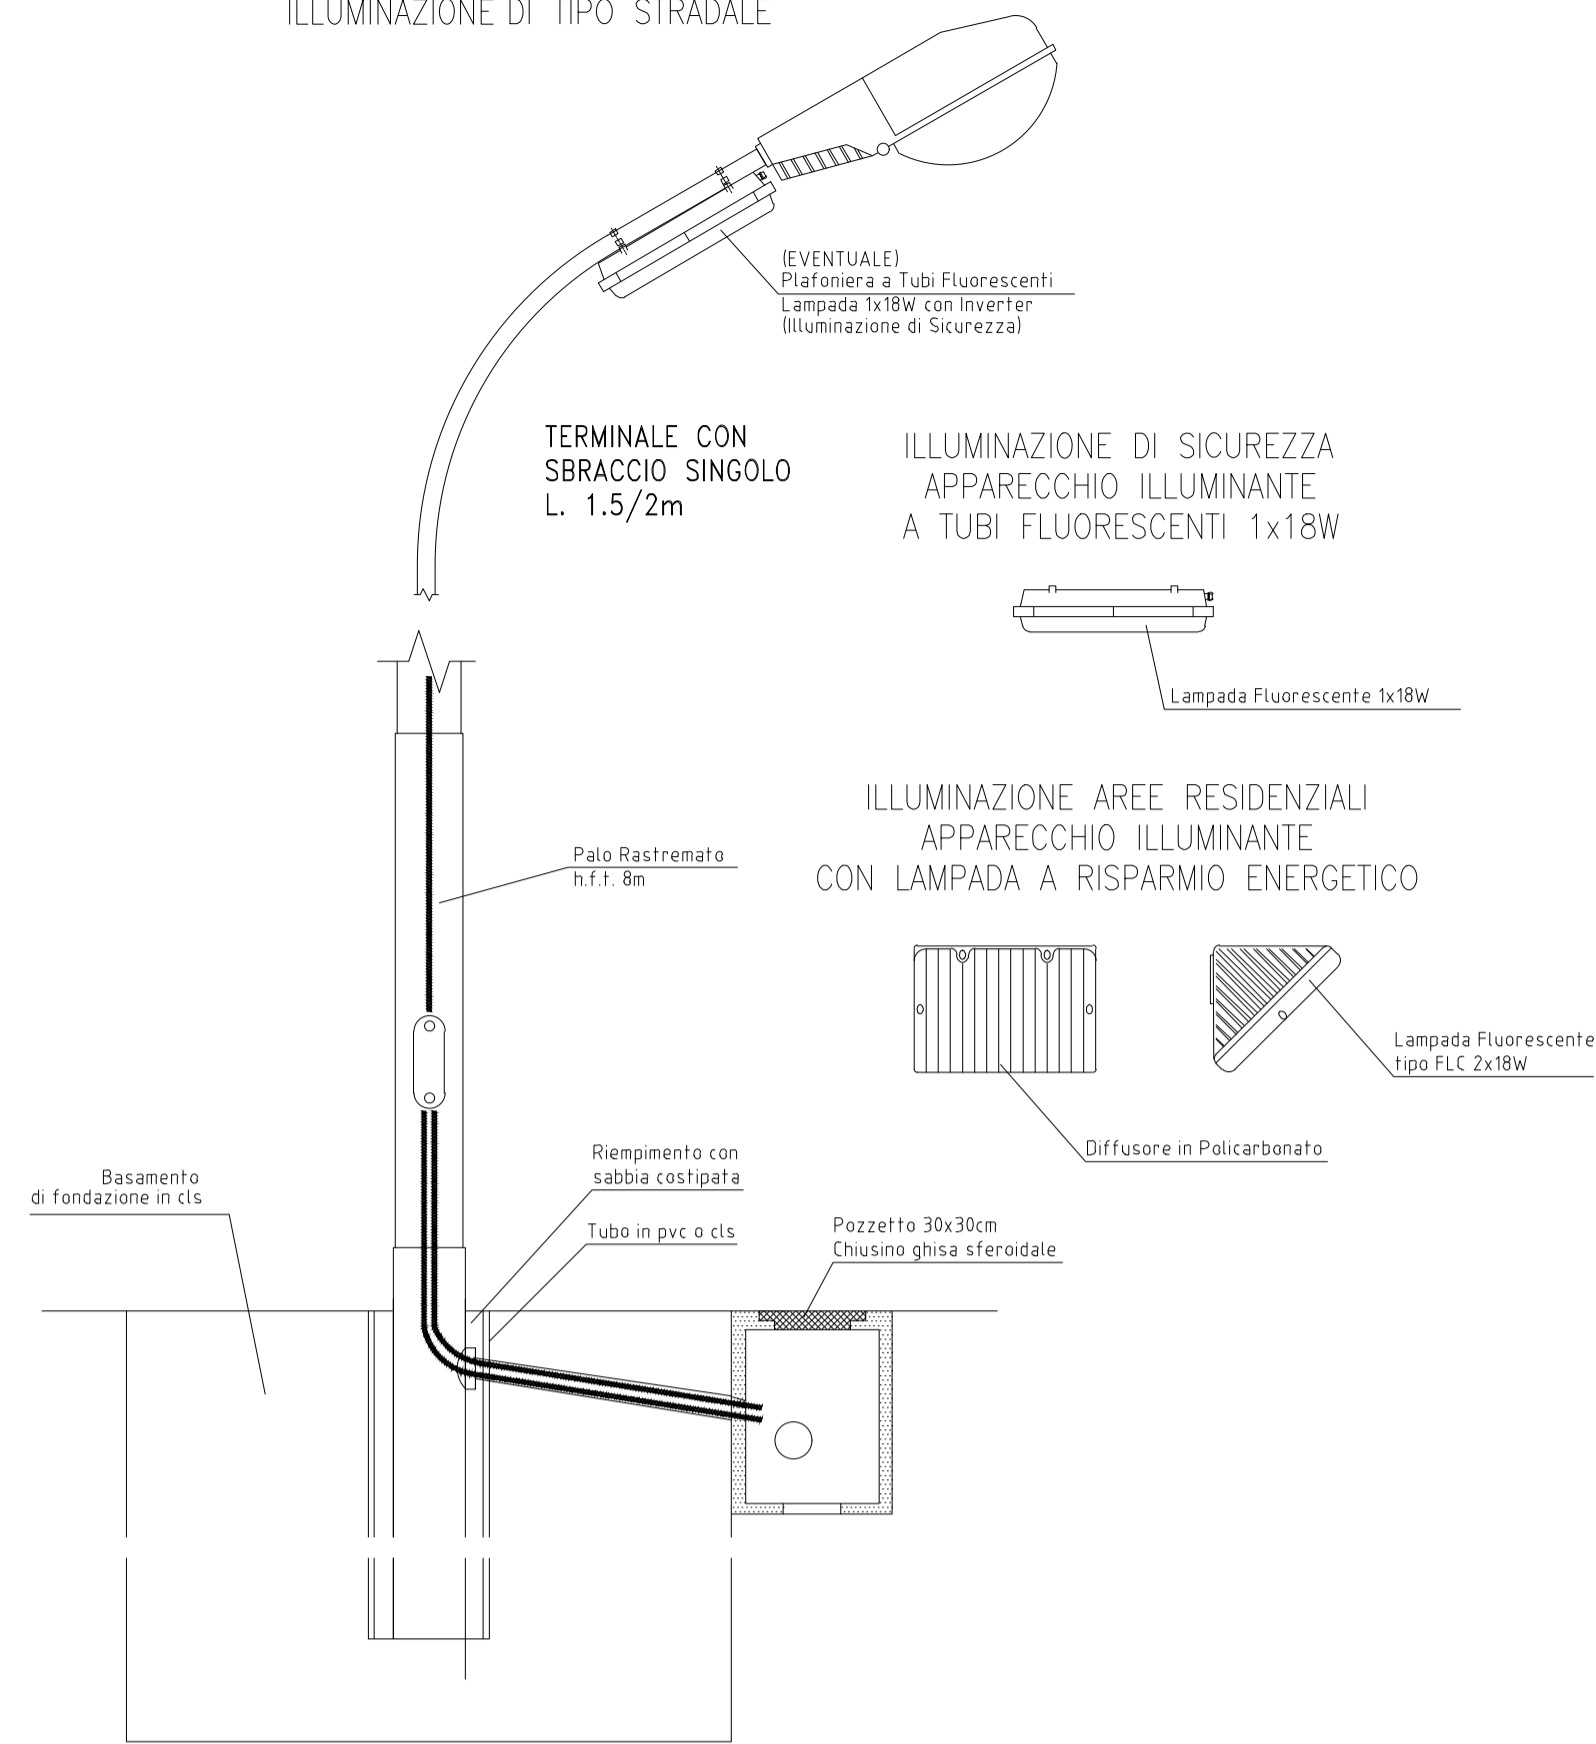 ILLUMINAZIONE DI TIPO STRADALE
(EVENTUALE)
Plafoniera a Tubi Fluorescenti
Lampada 1x18W con Inverter
(Illuminazione di Sicurezza)
TERMINALE CON
SBRACCIO SINGOLO
L. 1.5/2m
ILLUMINAZIONE DI SICUREZZA
APPARECCHIO ILLUMINANTE
A TUBI FLUORESCENTI 1x18W
Lampada Fluorescente 1x18W
ILLUMINAZIONE AREE RESIDENZIALI
APPARECCHIO ILLUMINANTE
CON LAMPADA A RISPARMIO ENERGETICO
Palo Rastremato
h.f.t. 8m
Lampada Fluorescente
tipo FLC 2x18W
Diffusore in Policarbonato
Riempimento con
sabbia costipata
Basamento
di fondazione in cls
Tubo in pvc o cls
Pozzetto 30x30cm
Chiusino ghisa sferoidale